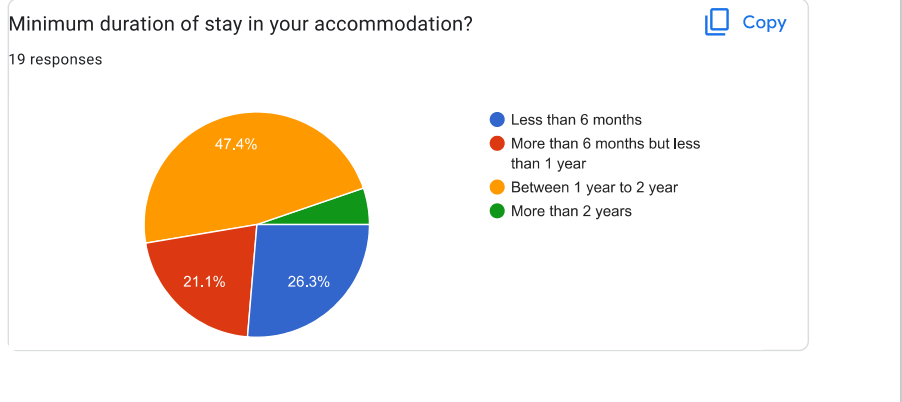 Minimum duration of stay in your accommodation?
Copy
19 responses
47.4%
21.1%
26.3%
Less than 6 months
More than 6 months but less
than 1 year
Between 1 year to 2 year
More than 2 years